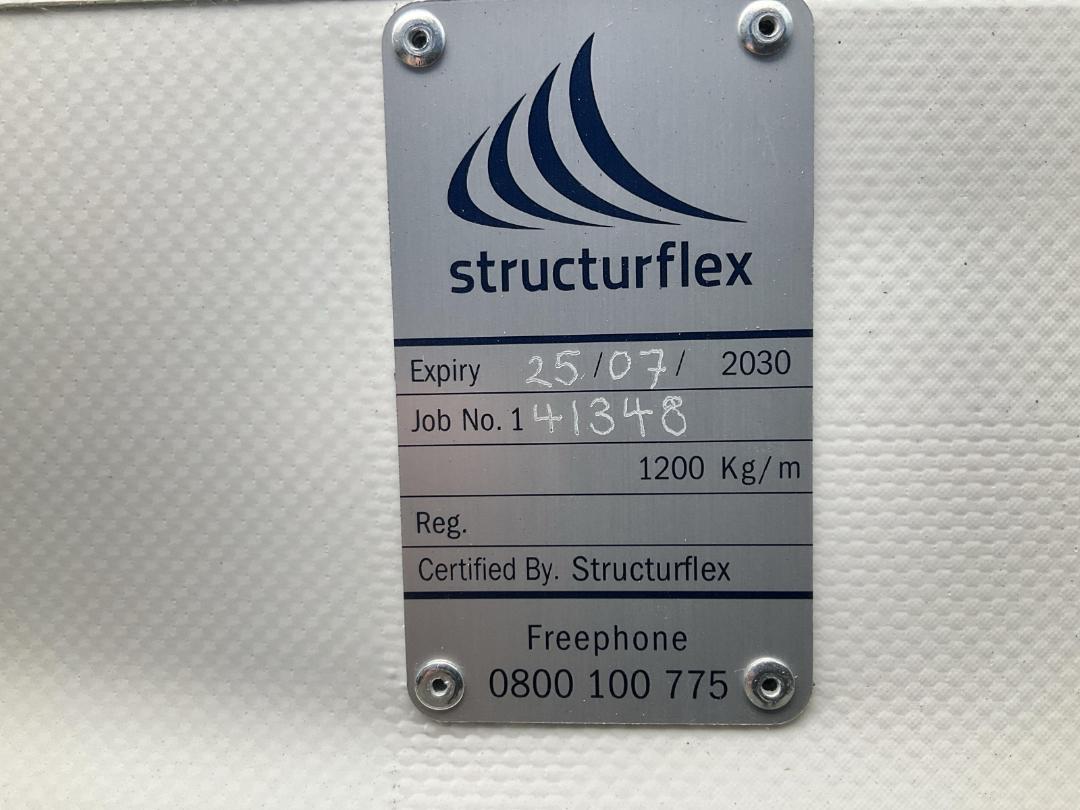 structurflex
Expiry 25/07/ 2030
Job No. 141348
1200 Kg/m
Reg.
Certified By. Structurflex
Freephone
0800 100 775